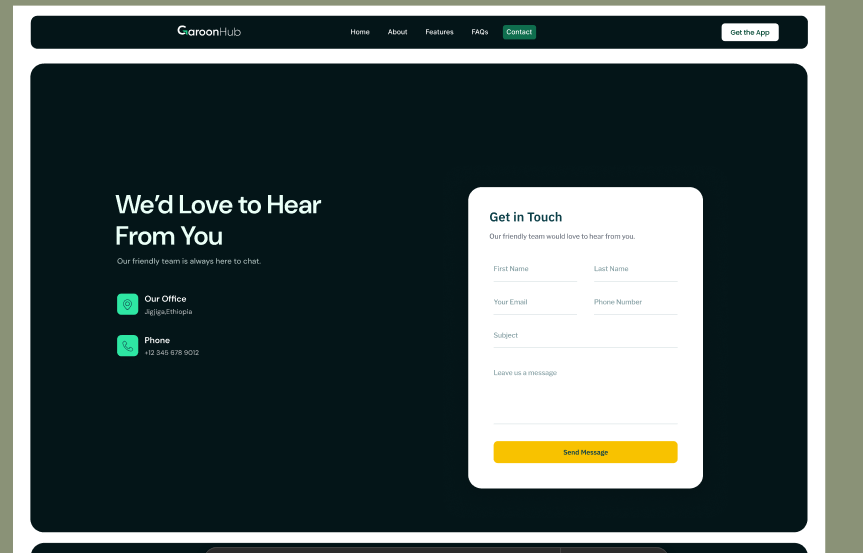 GaroonHub
Home About Features FAQs Contact
Get the App
We'd Love to Hear
From You
Our friendly team is always here to chat.
Our Office
Jigjiga,Ethiopia
Phone
+12 345 678 9012
Get in Touch
Our friendly team would love to hear from you.
First Name Last Name
Your Email Phone Number
Subject
Leave us a message
Send Message